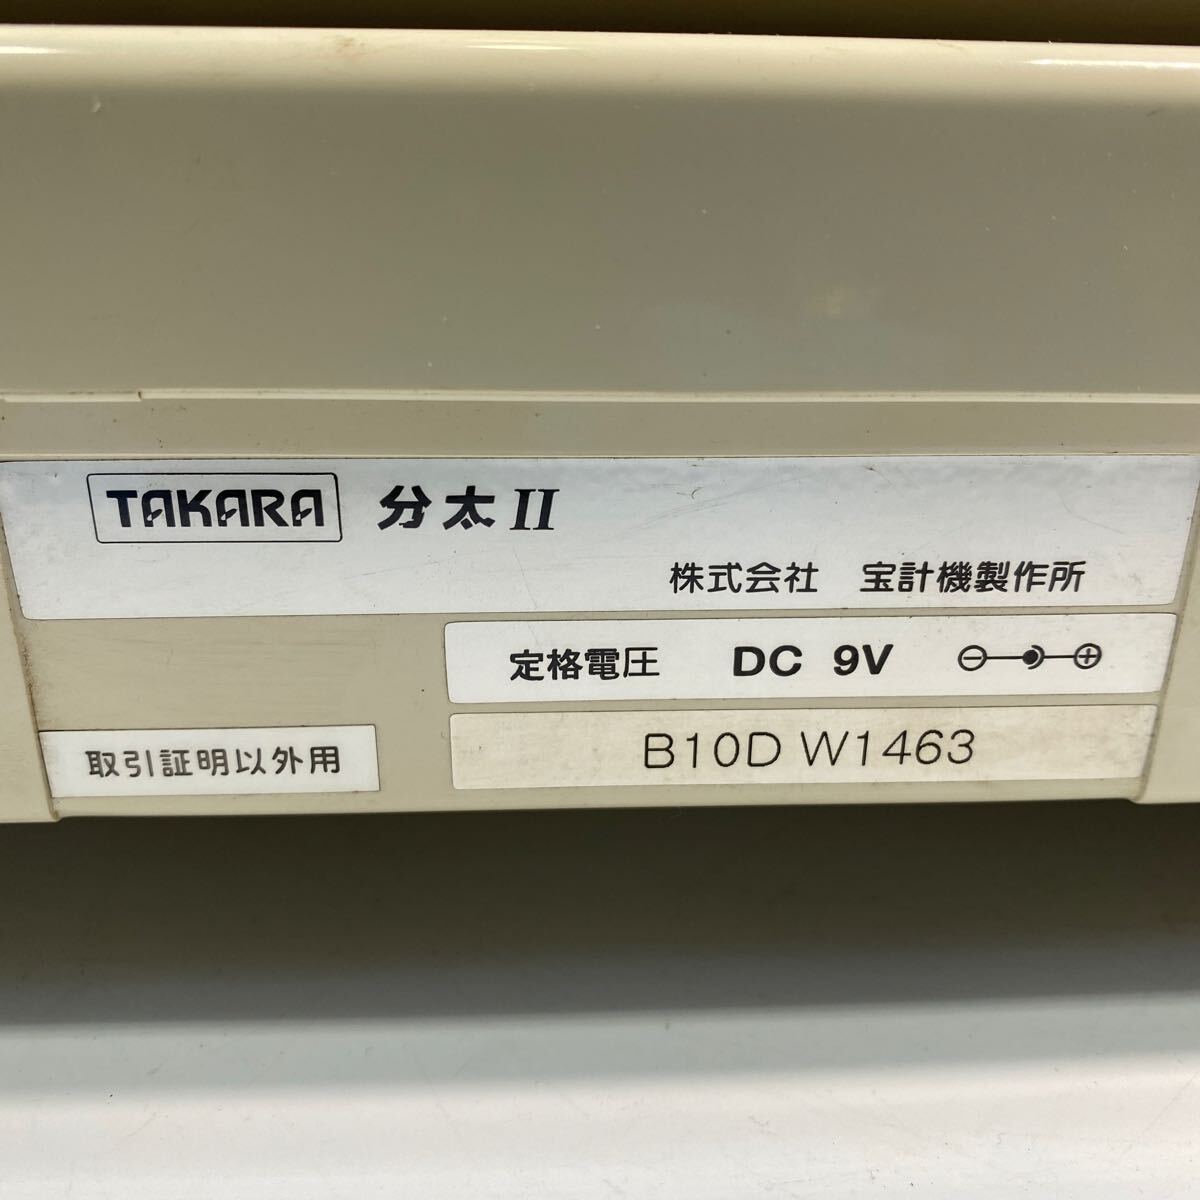 TAKARA 分太II
株式会社 宝計機製作所
定格電圧 DC 9V
取引証明以外用
B10D W1463